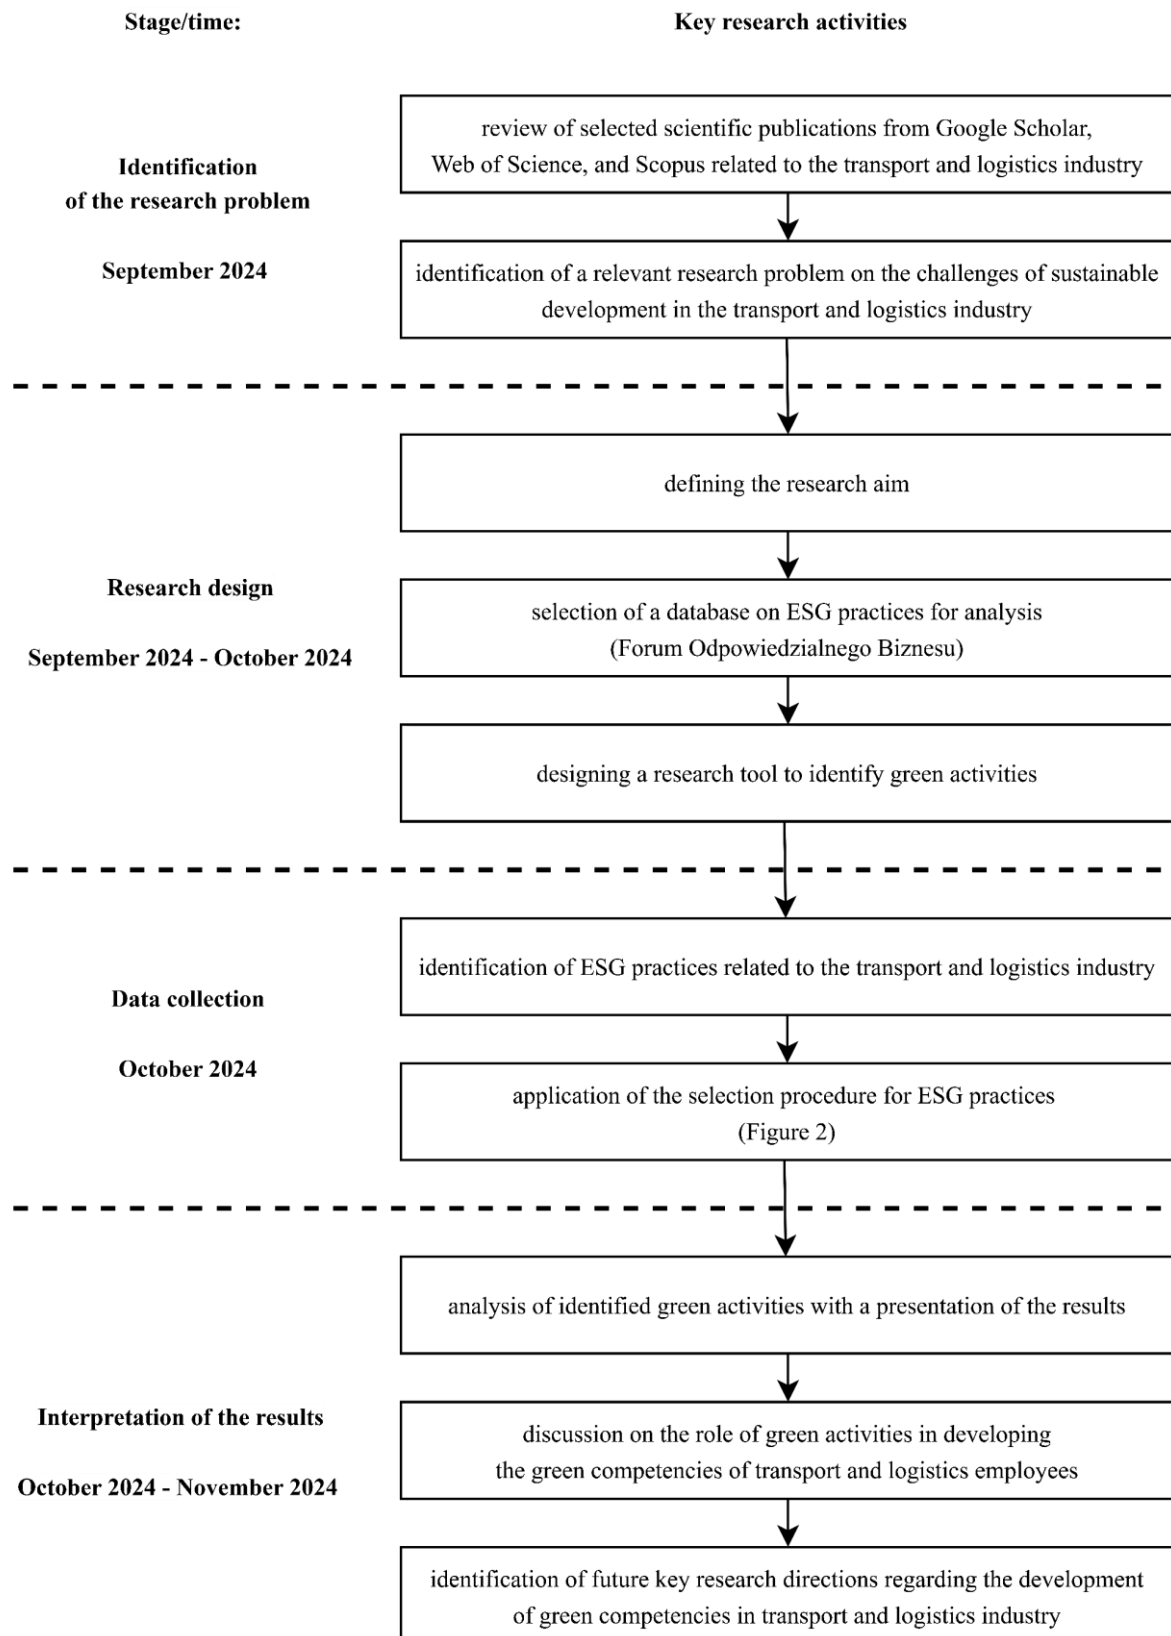 Stage/time:
Key research activities
Identification
of the research problem
September 2024
review of selected scientific publications from Google Scholar,
Web of Science, and Scopus related to the transport and logistics industry
identification of a relevant research problem on the challenges of sustainable
development in the transport and logistics industry
Research design
September 2024 - October 2024
defining the research aim
selection of a database on ESG practices for analysis
(Forum Odpowiedzialnego Biznesu)
designing a research tool to identify green activities
Data collection
October 2024
identification of ESG practices related to the transport and logistics industry
application of the selection procedure for ESG practices
(Figure 2)
Interpretation of the results
October 2024 - November 2024
analysis of identified green activities with a presentation of the results
discussion on the role of green activities in developing
the green competencies of transport and logistics employees
identification of future key research directions regarding the development
of green competencies in transport and logistics industry